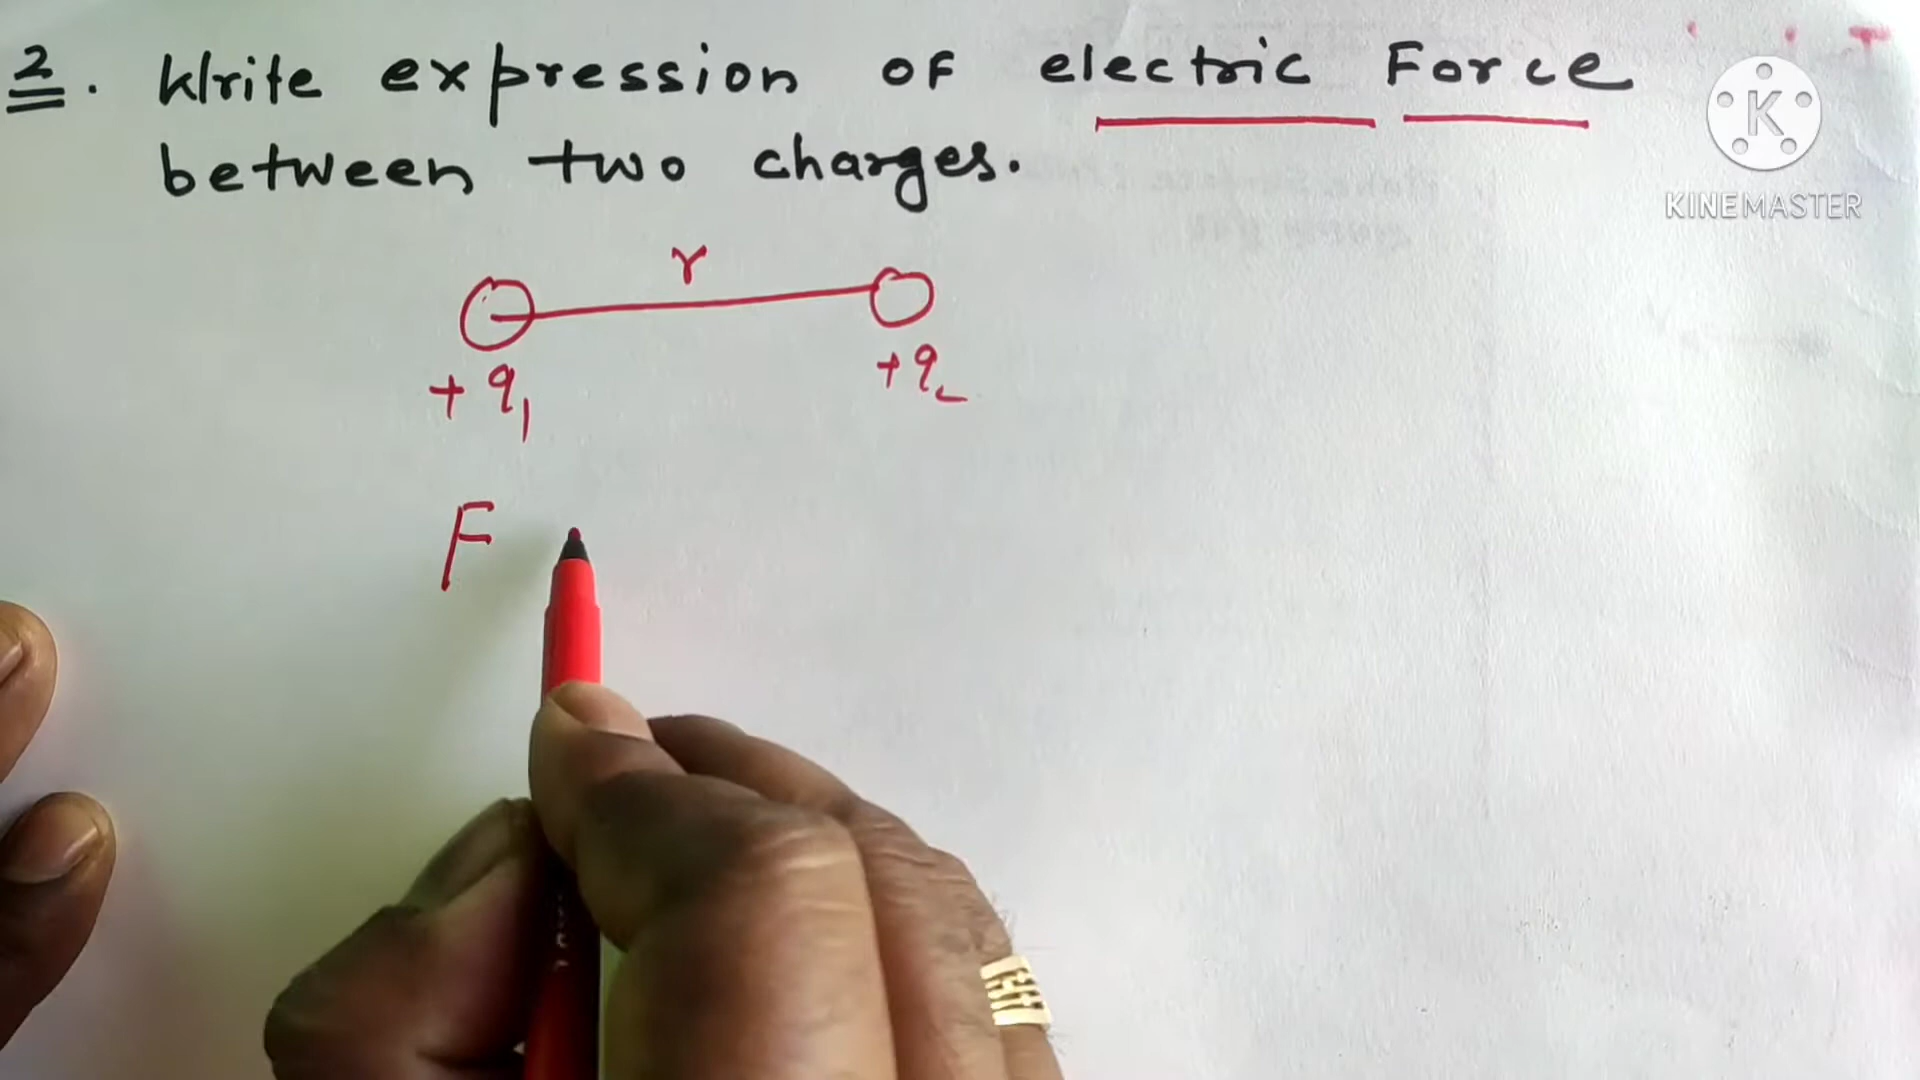 2. Write expression of electric Force
K
KINEMASTER
between two charges.
r
+q₁
+q₂
F